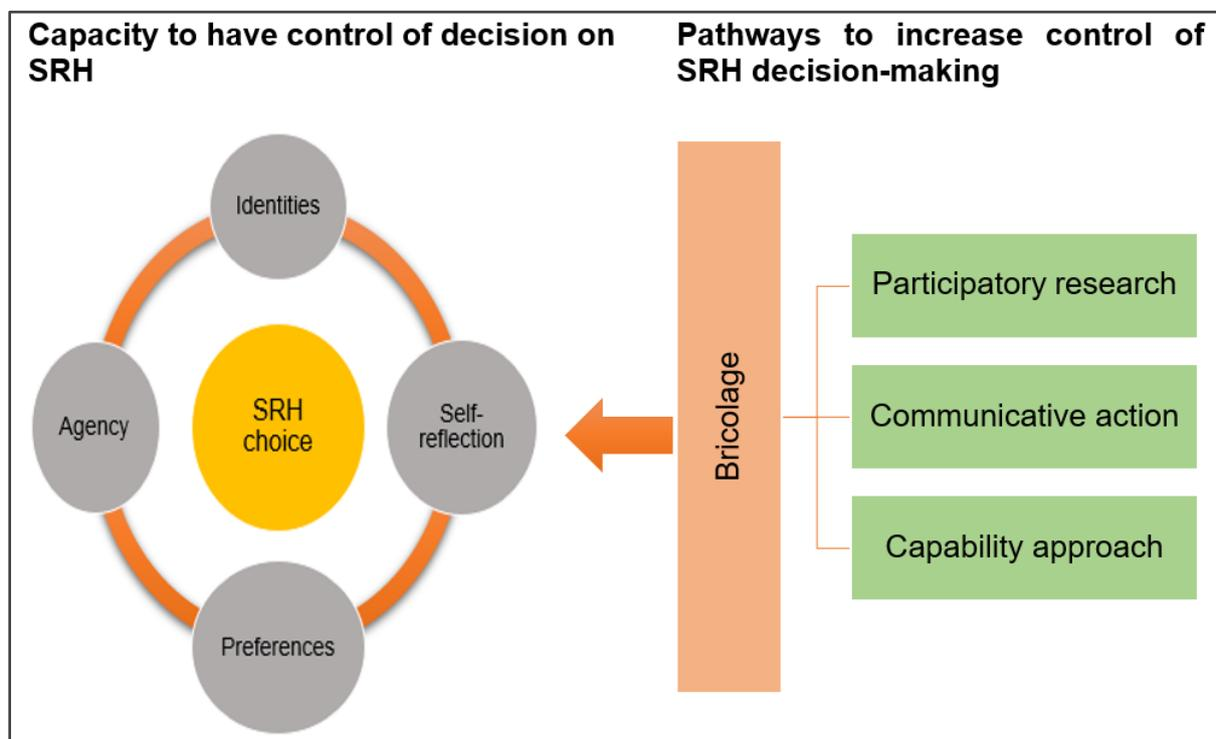 Capacity to have control of decision on
SRH
Pathways to increase control of
SRH decision-making
Identities
Agency
SRH
choice
Self-
reflection
Preferences
Bricolage
Participatory research
Communicative action
Capability approach